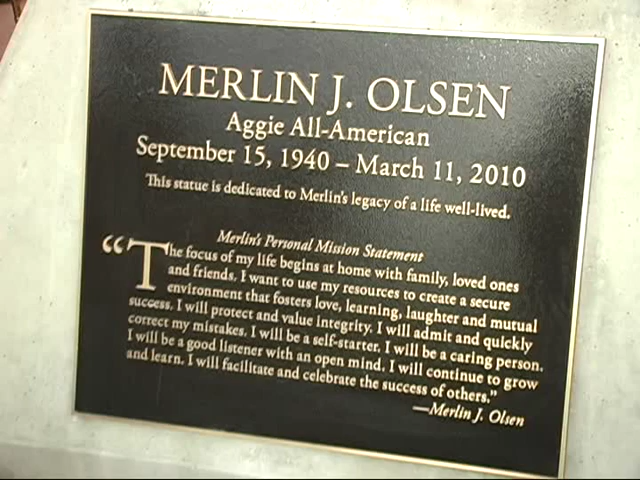 MERLIN J. OLSEN
Aggie All-American
September 15, 1940 – March 11, 2010
This statue is dedicated to Merlin's legacy of a life well-lived.
Merlin's Personal Mission Statement
“The focus of my life begins at home with family, loved ones
and friends. I want to use my resources to create a secure
environment that fosters love, learning, laughter and mutual
success. I will protect and value integrity. I will admit and quickly
correct my mistakes. I will be a self-starter. I will be a caring person.
I will be a good listener with an open mind. I will continue to grow
and learn. I will facilitate and celebrate the success of others.”
—Merlin J. Olsen